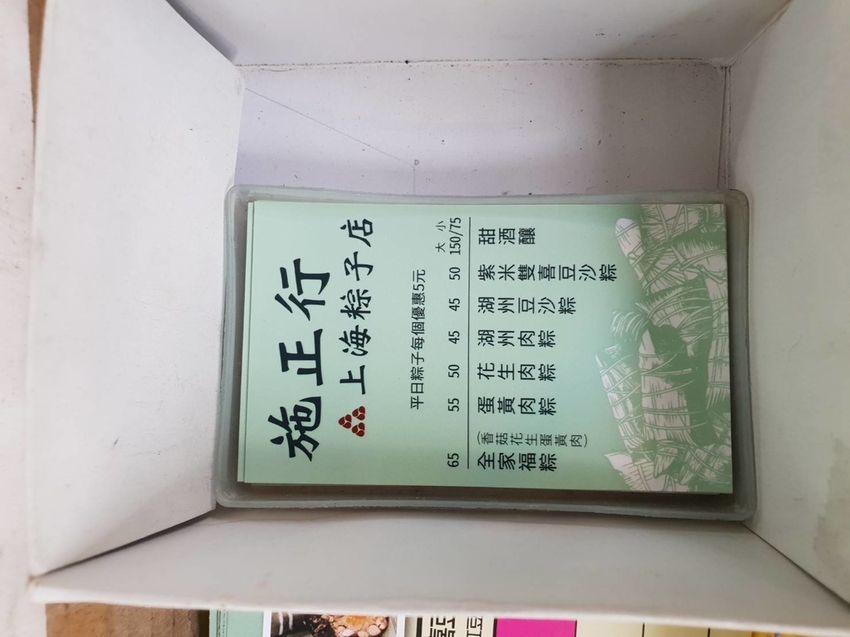 施正行
上海粽子店
平日粽子每個優惠5元
大 小
65 55 50 45 45 50 150/75
全家福粽
(香菇花生蛋黃肉)
蛋黃肉粽
花生肉粽
湖州肉粽
湖州豆沙粽
紫米雙喜豆沙粽
甜酒釀